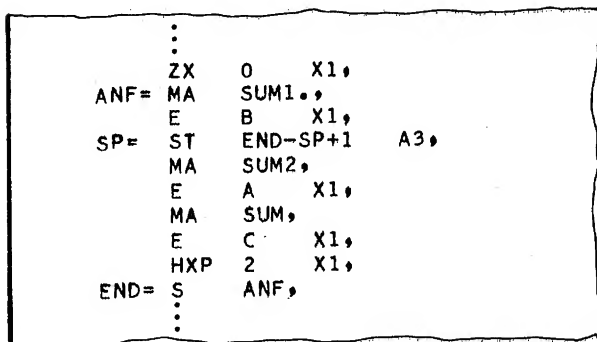 ZX 0 X1,
ANF= MA SUM1.,
E B X1,
SP= ST END-SP+1 A3,
MA SUM2,
E A X1,
MA SUM,
E C X1,
HXP 2 X1,
END= S ANF,